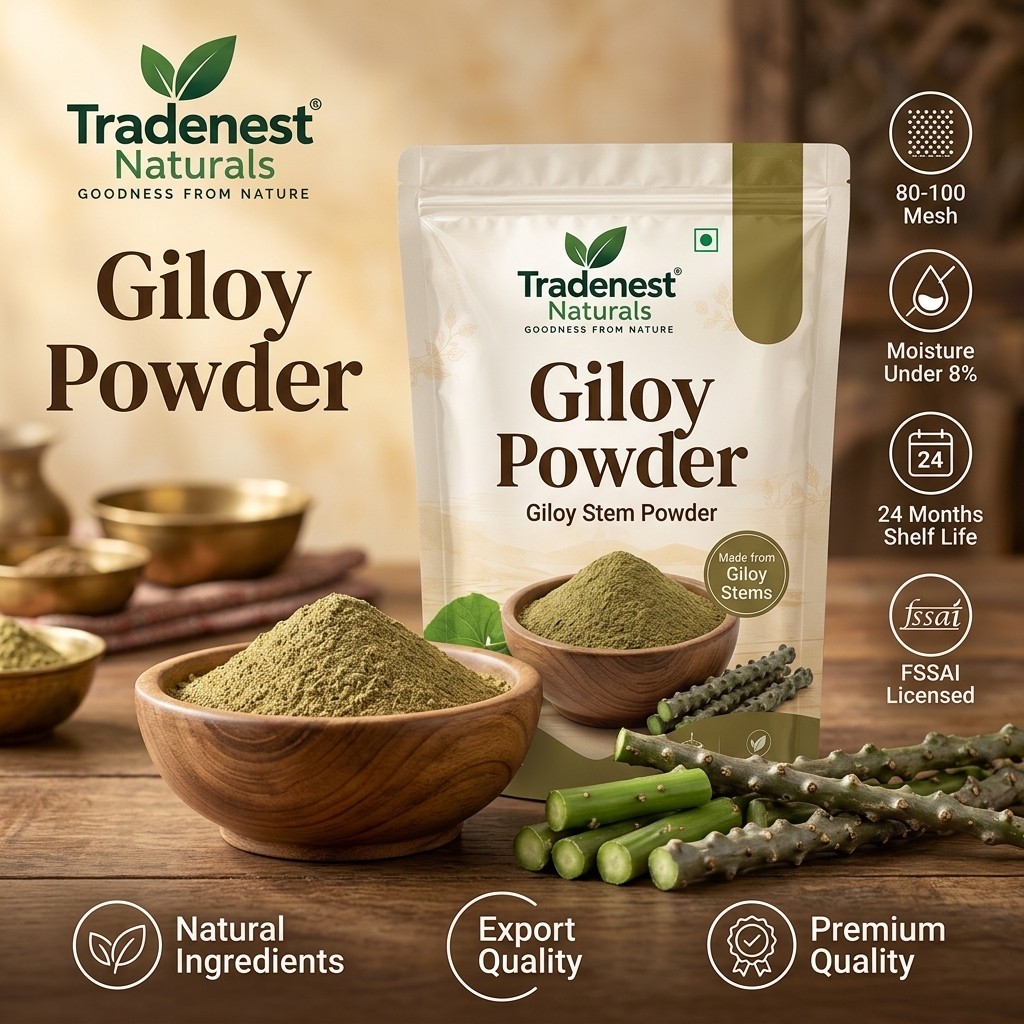 Tradenest®
Naturals
GOODNESS FROM NATURE
Giloy
Powder
Tradenest®
Naturals
GOODNESS FROM NATURE
Giloy
Powder
Giloy Stem Powder
Made from
Giloy
Stems
80-100
Mesh
Moisture
Under 8%
24
24 Months
Shelf Life
fssai
FSSAI
Licensed
Natural
Ingredients
Export
Quality
Premium
Quality